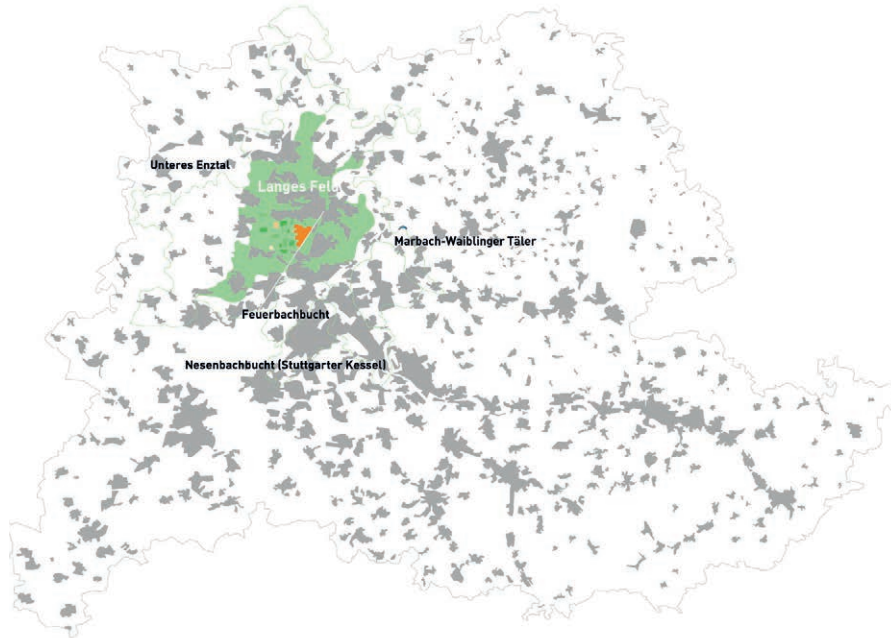 Unteres Enztal
Langes Feld
Marbach-Waiblinger Täler
Feuerbachbucht
Nesenbachbucht (Stuttgarter Kessel)